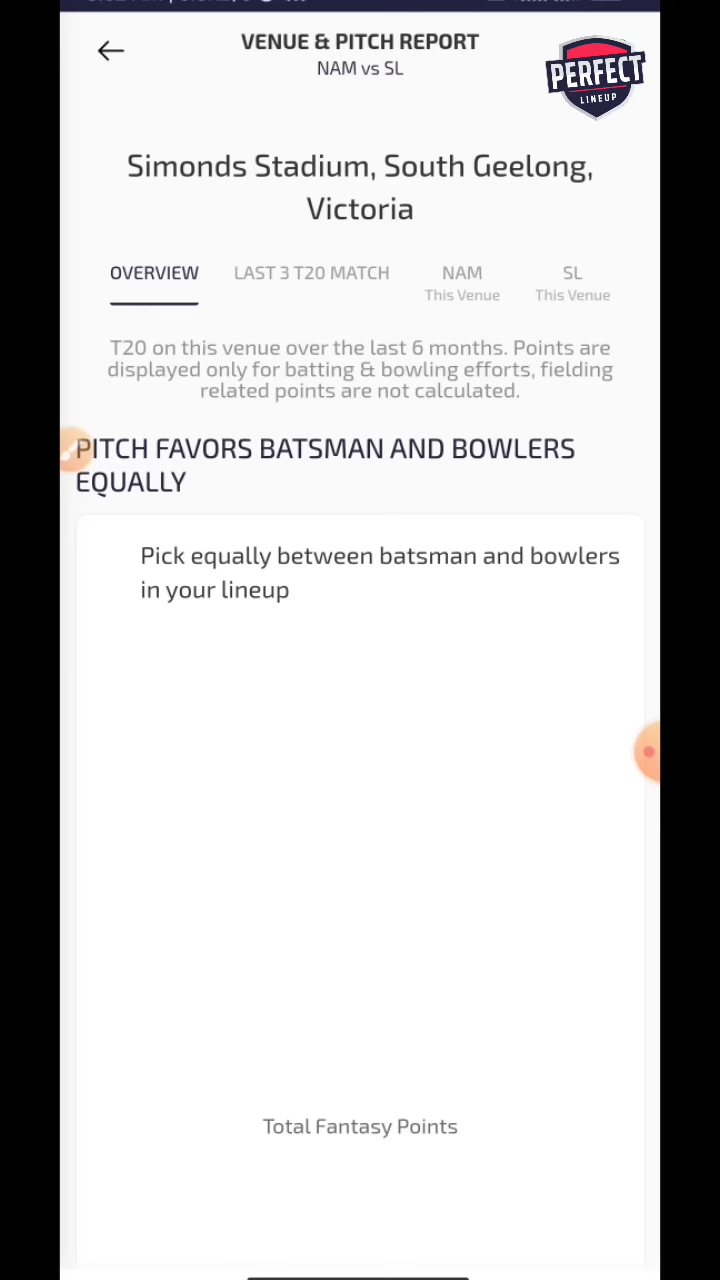 VENUE & PITCH REPORT
NAM vs SL
PERFECT
LINEUP
Simonds Stadium, South Geelong,
Victoria
OVERVIEW LAST 3 T20 MATCH NAM SL
This Venue This Venue
T20 on this venue over the last 6 months. Points are
displayed only for batting & bowling efforts, fielding
related points are not calculated.
PITCH FAVORS BATSMAN AND BOWLERS
EQUALLY
Pick equally between batsman and bowlers
in your lineup
Total Fantasy Points